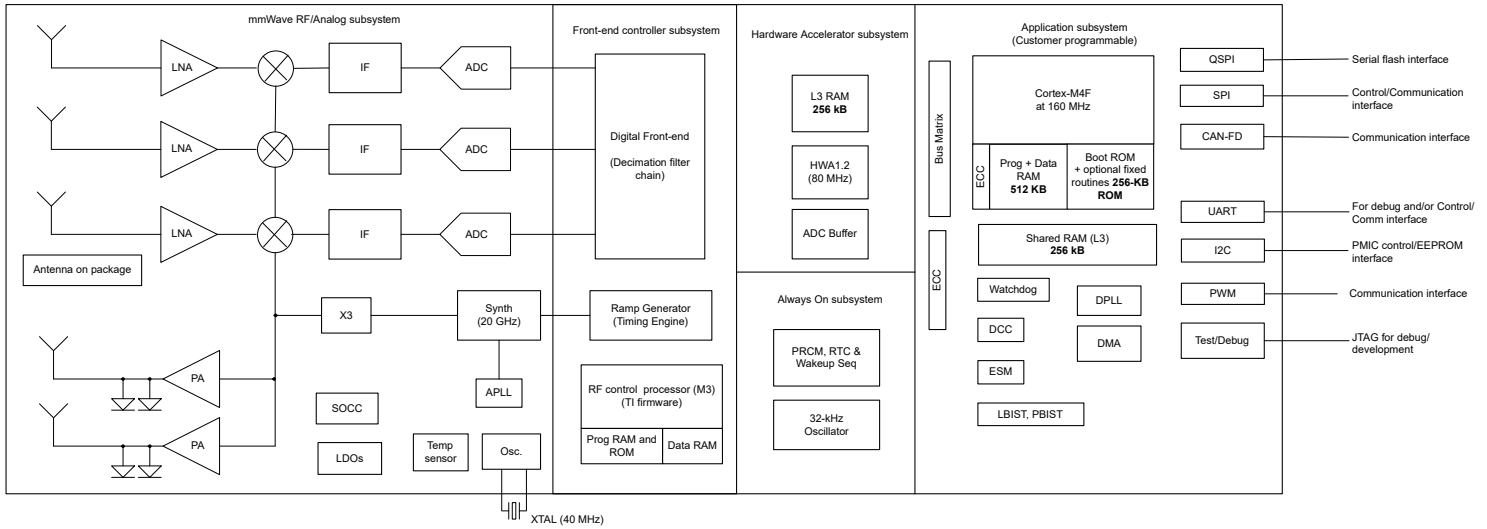 mmWave RF/Analog subsystem
LNA
IF
ADC
LNA
IF
ADC
LNA
IF
ADC
Antenna on package
X3
Synth
(20 GHz)
PA
APLL
SOCC
PA
LDOs
Temp
sensor
Osc.
XTAL (40 MHz)
Front-end controller subsystem
Digital Front-end
(Decimation filter
chain)
Ramp Generator
(Timing Engine)
RF control processor (M3)
(TI firmware)
Prog RAM and
ROM
Data RAM
Hardware Accelerator subsystem
L3 RAM
256 kB
HWA1.2
(80 MHz)
ADC Buffer
Always On subsystem
PRCM, RTC &
Wakeup Seq
32-kHz
Oscillator
Application subsystem
(Customer programmable)
Bus Matrix
Cortex-M4F
at 160 MHz
ECC
Prog + Data
RAM
512 KB
Boot ROM
+ optional fixed
routines 256-KB
ROM
ECC
Shared RAM (L3)
256 kB
Watchdog
DPLL
DCC
DMA
ESM
LBIST, PBIST
QSPI
Serial flash interface
SPI
Control/Communication
interface
CAN-FD
Communication interface
UART
For debug and/or Control/
Comm interface
I2C
PMIC control/EEPROM
interface
PWM
Communication interface
Test/Debug
JTAG for debug/
development